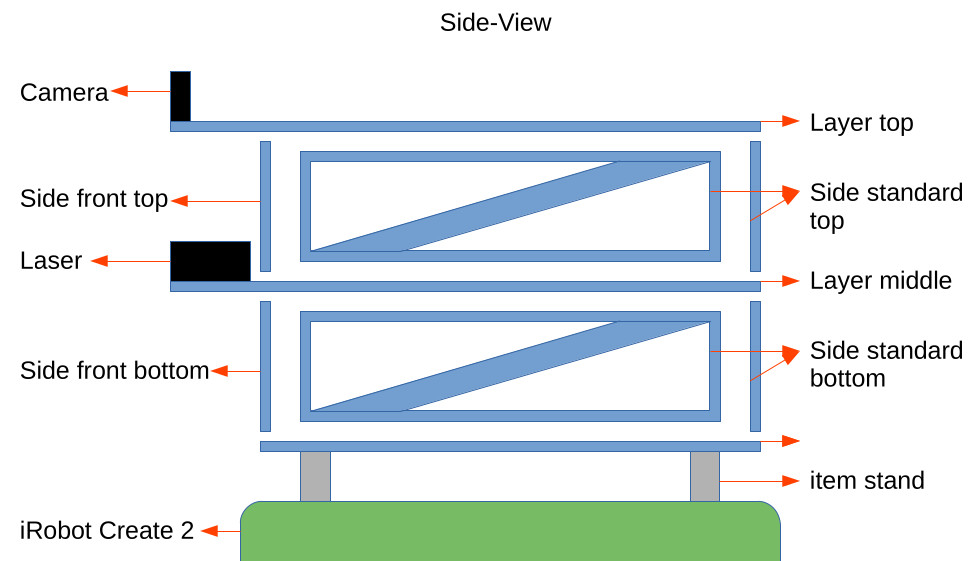 Side-View
Camera
Layer top
Side front top
Side standard
top
Laser
Layer middle
Side front bottom
Side standard
bottom
item stand
iRobot Create 2